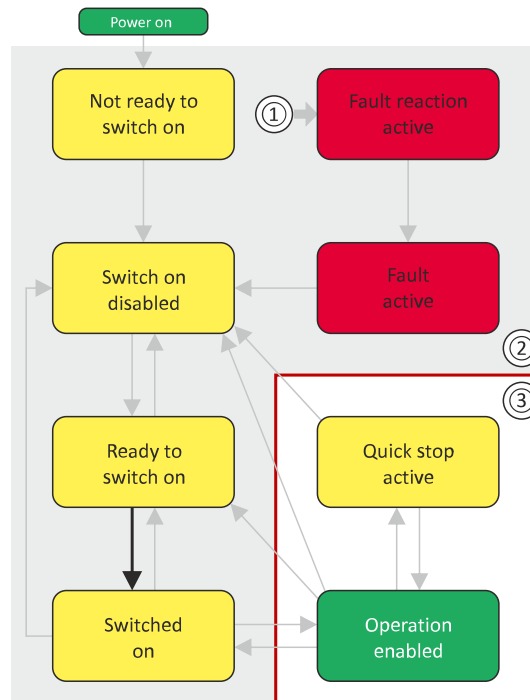 Power on
Not ready to
switch on
1
Fault reaction
active
Switch on
disabled
Fault
active
2
3
Ready to
switch on
Quick stop
active
Switched
on
Operation
enabled